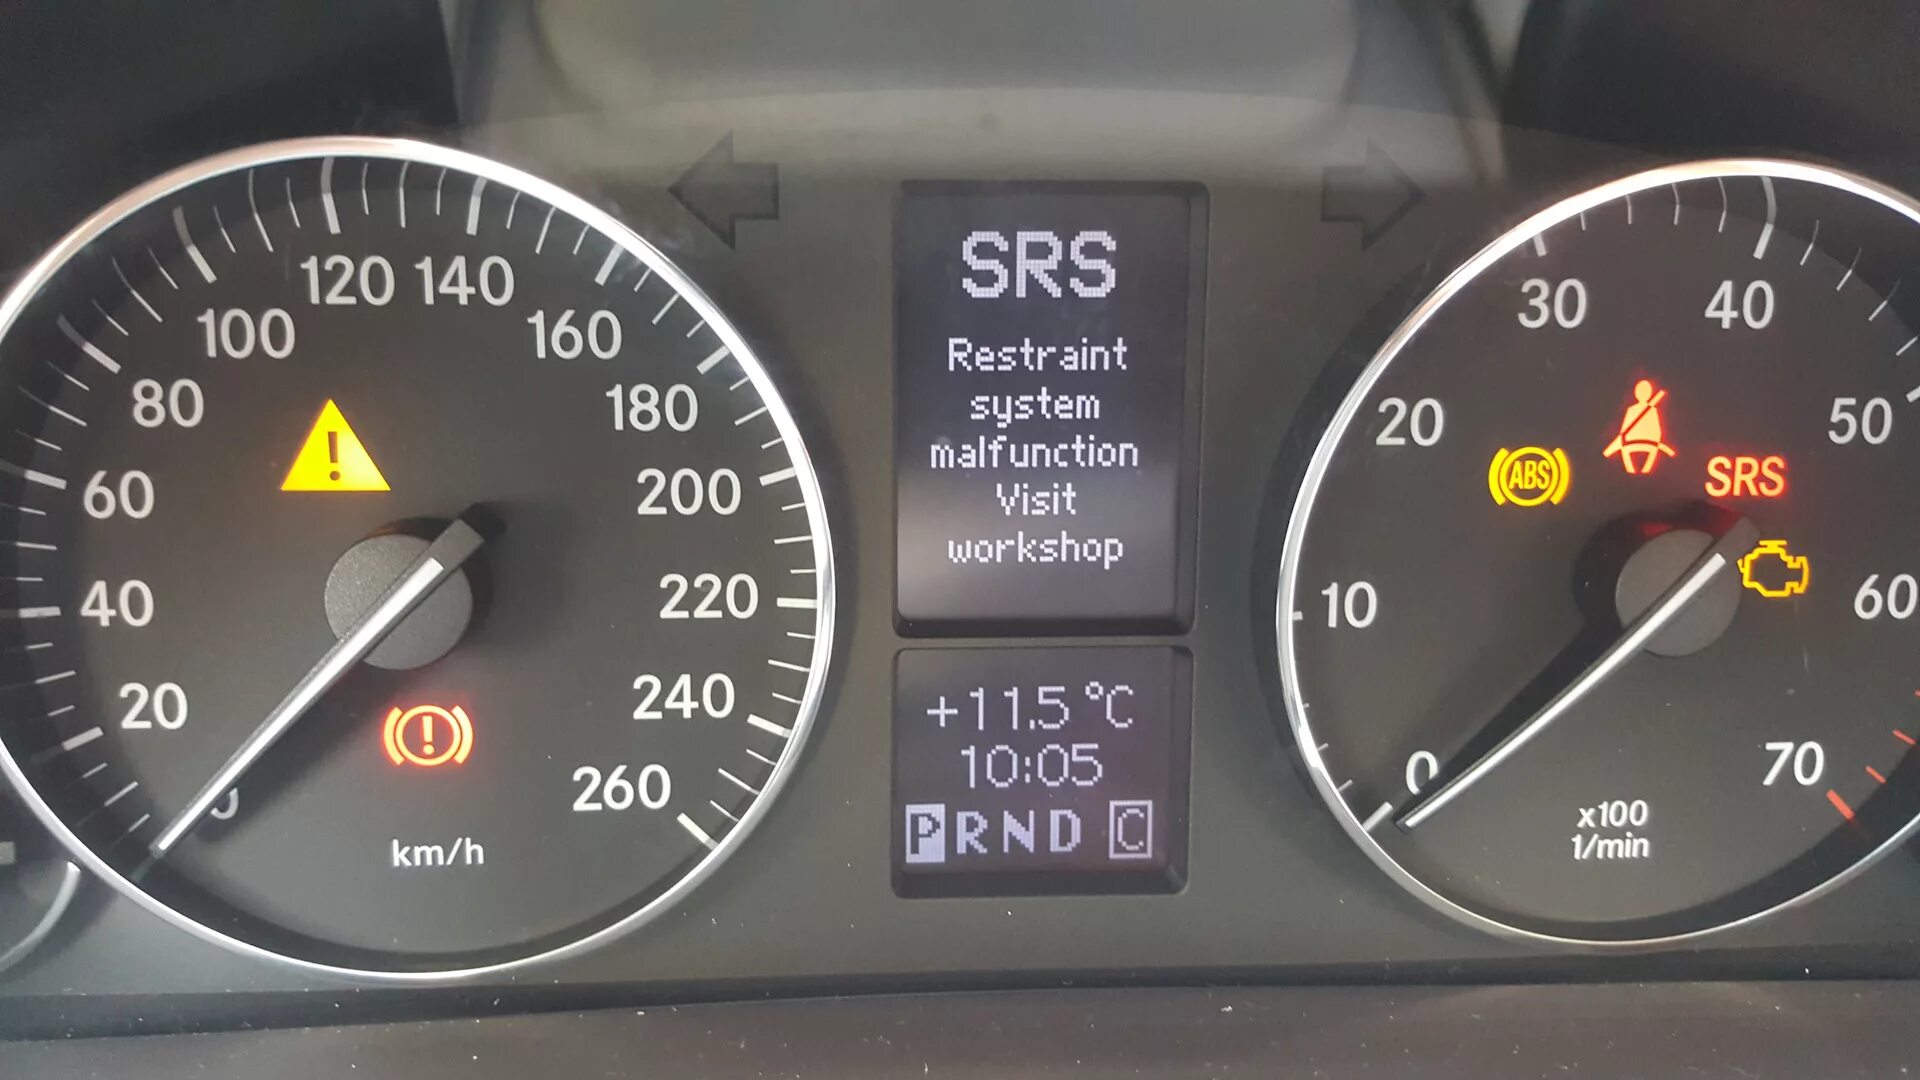 120 140
100 160
80 180
60 200
40 220
20 240
0 260
km/h
!
!
SRS
Restraint
system
malfunction
Visit
workshop
+11.5 °C
10:05
P R N D C
30 40
20 50
10 60
0 70
ABS
SRS
x100
1/min